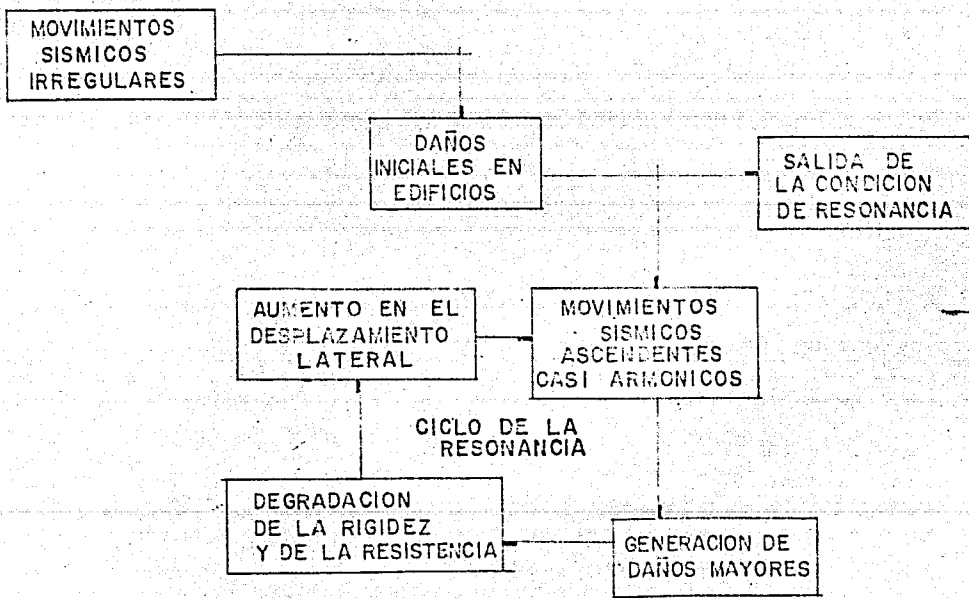 MOVIMIENTOS
SISMICOS
IRREGULARES
DAÑOS
INICIALES EN
EDIFICIOS
SALIDA DE
LA CONDICION
DE RESONANCIA
AUMENTO EN EL
DESPLAZAMIENTO
LATERAL
MOVIMIENTOS
SISMICOS
ASCENDENTES
CASI ARMONICOS
CICLO DE LA
RESONANCIA
DEGRADACION
DE LA RIGIDEZ
Y DE LA RESISTENCIA
GENERACION DE
DAÑOS MAYORES